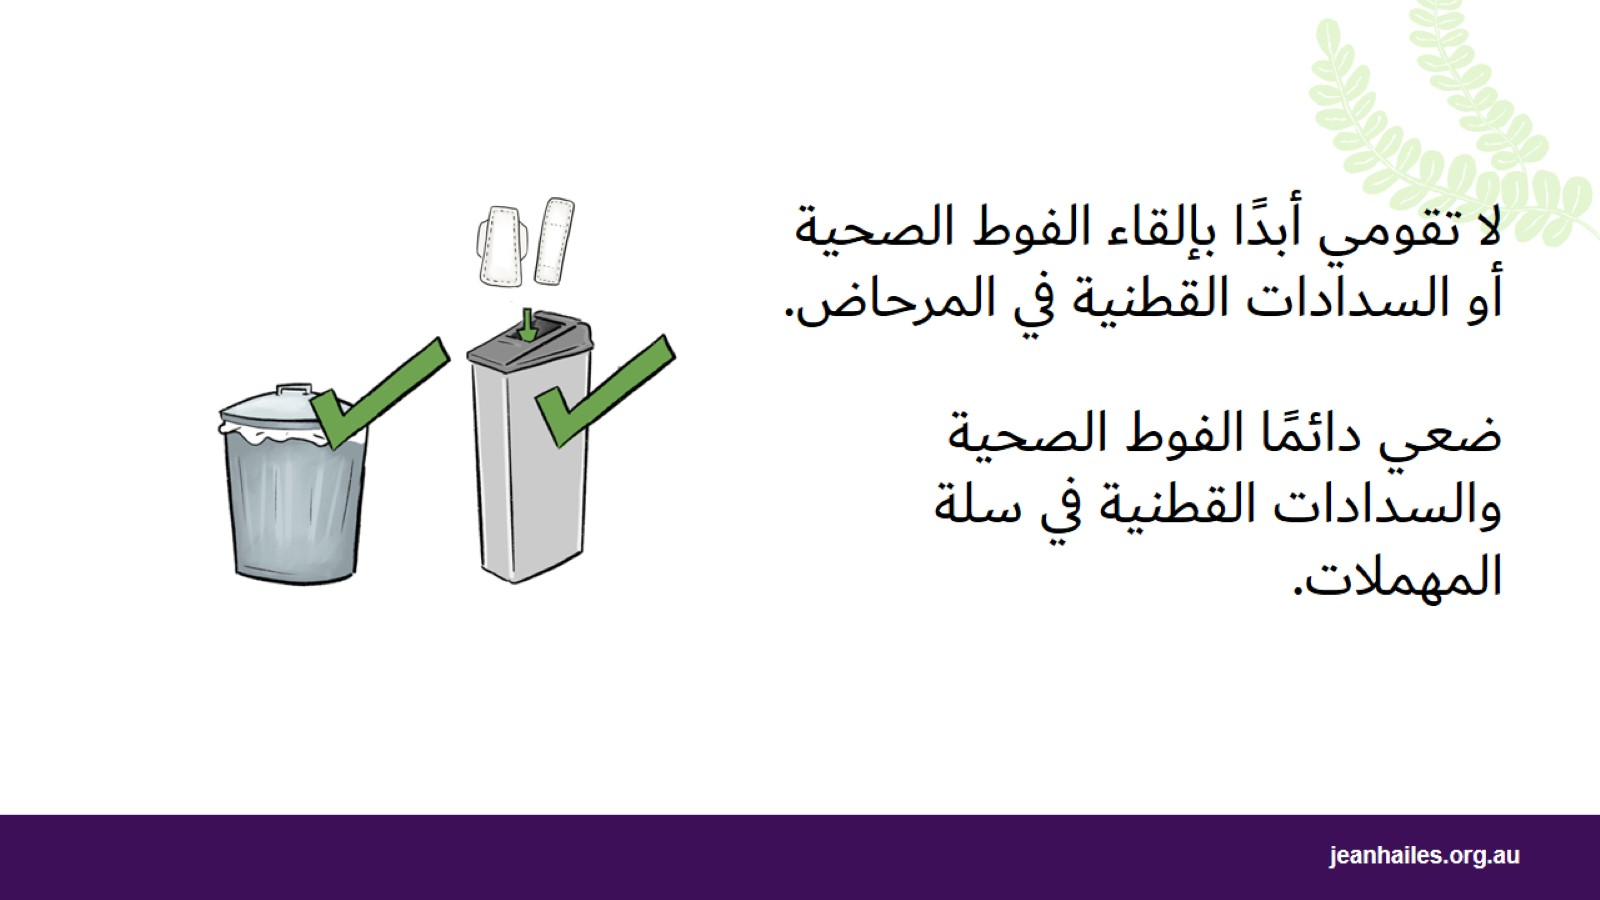 لا تقومي أبدًا بإلقاء الفوط الصحية
أو السدادات القطنية في المرحاض.
ضعي دائمًا الفوط الصحية
والسدادات القطنية في سلة
المهملات.
jeanhailes.org.au